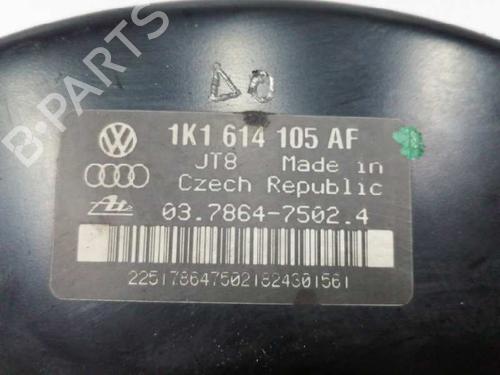 1K1 614 105 AF
JT8 Made in
Czech Republic
03.7864-7502.4
2251786475021824301561
B-Parts